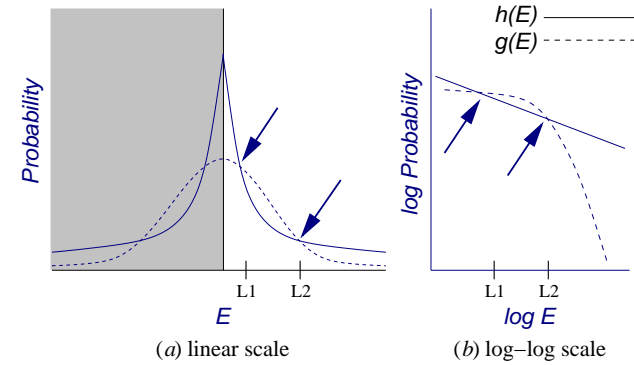 h(E)
g(E)
Probability
log Probability
L1 L2
L1 L2
E
log E
(a) linear scale
(b) log–log scale